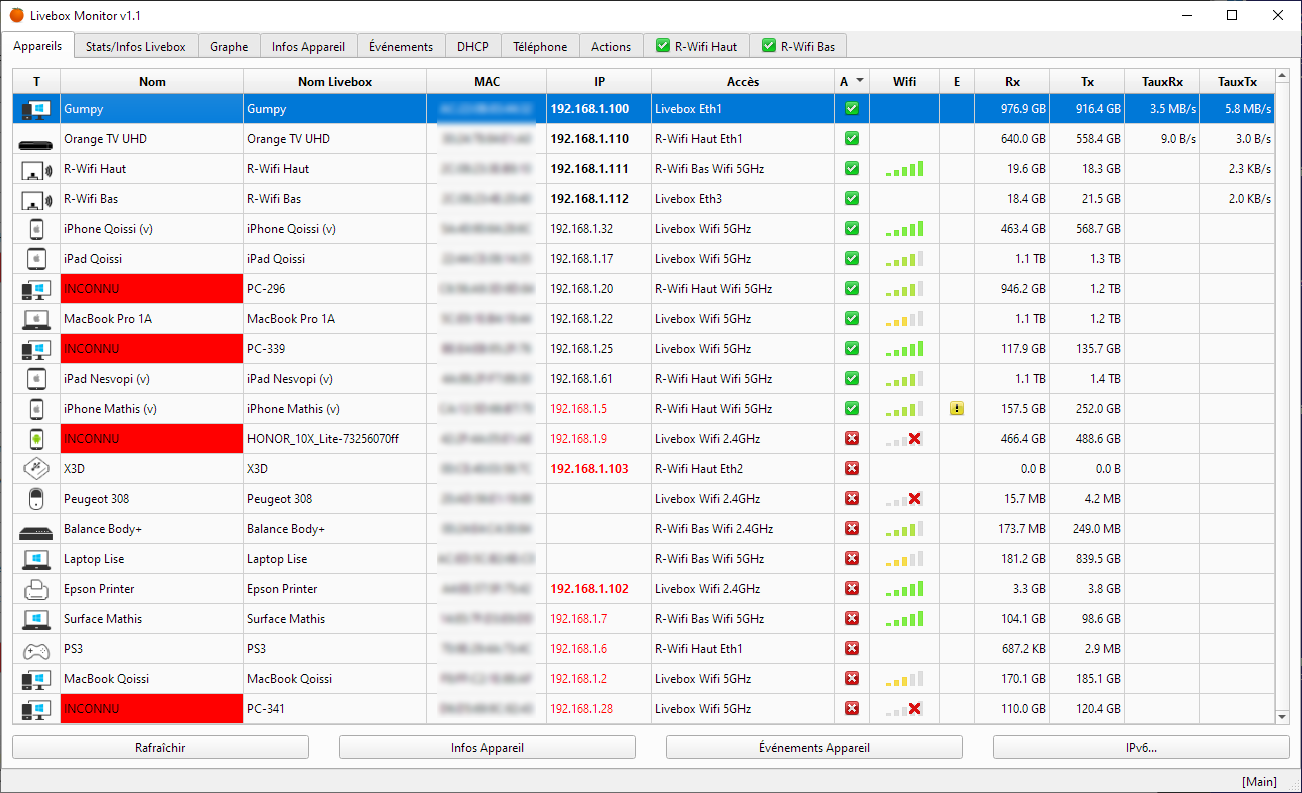 Livebox Monitor v1.1
Appareils Stats/Infos Livebox Graphe Infos Appareil Événements DHCP Téléphone Actions R-Wifi Haut R-Wifi Bas
T Nom Nom Livebox MAC IP Accès A Wifi E Rx Tx TauxRx TauxTx
Gumpy Gumpy 192.168.1.100 Livebox Eth1 976.9 GB 916.4 GB 3.5 MB/s 5.8 MB/s
Orange TV UHD Orange TV UHD 192.168.1.110 R-Wifi Haut Eth1 640.0 GB 558.4 GB 9.0 B/s 3.0 B/s
R-Wifi Haut R-Wifi Haut 192.168.1.111 R-Wifi Bas Wifi 5GHz 19.6 GB 18.3 GB 2.3 KB/s
R-Wifi Bas R-Wifi Bas 192.168.1.112 Livebox Eth3 18.4 GB 21.5 GB 2.0 KB/s
iPhone Qoissi (v) iPhone Qoissi (v) 192.168.1.32 Livebox Wifi 5GHz 463.4 GB 568.7 GB
iPad Qoissi iPad Qoissi 192.168.1.17 Livebox Wifi 5GHz 1.1 TB 1.3 TB
INCONNU PC-296 192.168.1.20 R-Wifi Haut Wifi 5GHz 946.2 GB 1.2 TB
MacBook Pro 1A MacBook Pro 1A 192.168.1.22 Livebox Wifi 5GHz 1.1 TB 1.2 TB
INCONNU PC-339 192.168.1.25 Livebox Wifi 5GHz 117.9 GB 135.7 GB
iPad Nesvopi (v) iPad Nesvopi (v) 192.168.1.61 R-Wifi Haut Wifi 5GHz 1.1 TB 1.4 TB
iPhone Mathis (v) iPhone Mathis (v) 192.168.1.5 R-Wifi Haut Wifi 5GHz 157.5 GB 252.0 GB
INCONNU HONOR_10X_Lite-73256070ff 192.168.1.9 Livebox Wifi 2.4GHz 466.4 GB 488.6 GB
X3D X3D 192.168.1.103 R-Wifi Haut Eth2 0.0 B 0.0 B
Peugeot 308 Peugeot 308 Livebox Wifi 2.4GHz 15.7 MB 4.2 MB
Balance Body+ Balance Body+ R-Wifi Bas Wifi 2.4GHz 173.7 MB 249.0 MB
Laptop Lise Laptop Lise R-Wifi Bas Wifi 5GHz 181.2 GB 839.5 GB
Epson Printer Epson Printer 192.168.1.102 Livebox Wifi 2.4GHz 3.3 GB 3.8 GB
Surface Mathis Surface Mathis 192.168.1.7 R-Wifi Bas Wifi 5GHz 104.1 GB 98.6 GB
PS3 PS3 192.168.1.6 R-Wifi Haut Eth1 687.2 KB 2.9 MB
MacBook Qoissi MacBook Qoissi 192.168.1.2 Livebox Wifi 5GHz 170.1 GB 185.1 GB
INCONNU PC-341 192.168.1.28 Livebox Wifi 5GHz 110.0 GB 120.4 GB
Rafraîchir Infos Appareil Événements Appareil IPv6...
[Main]